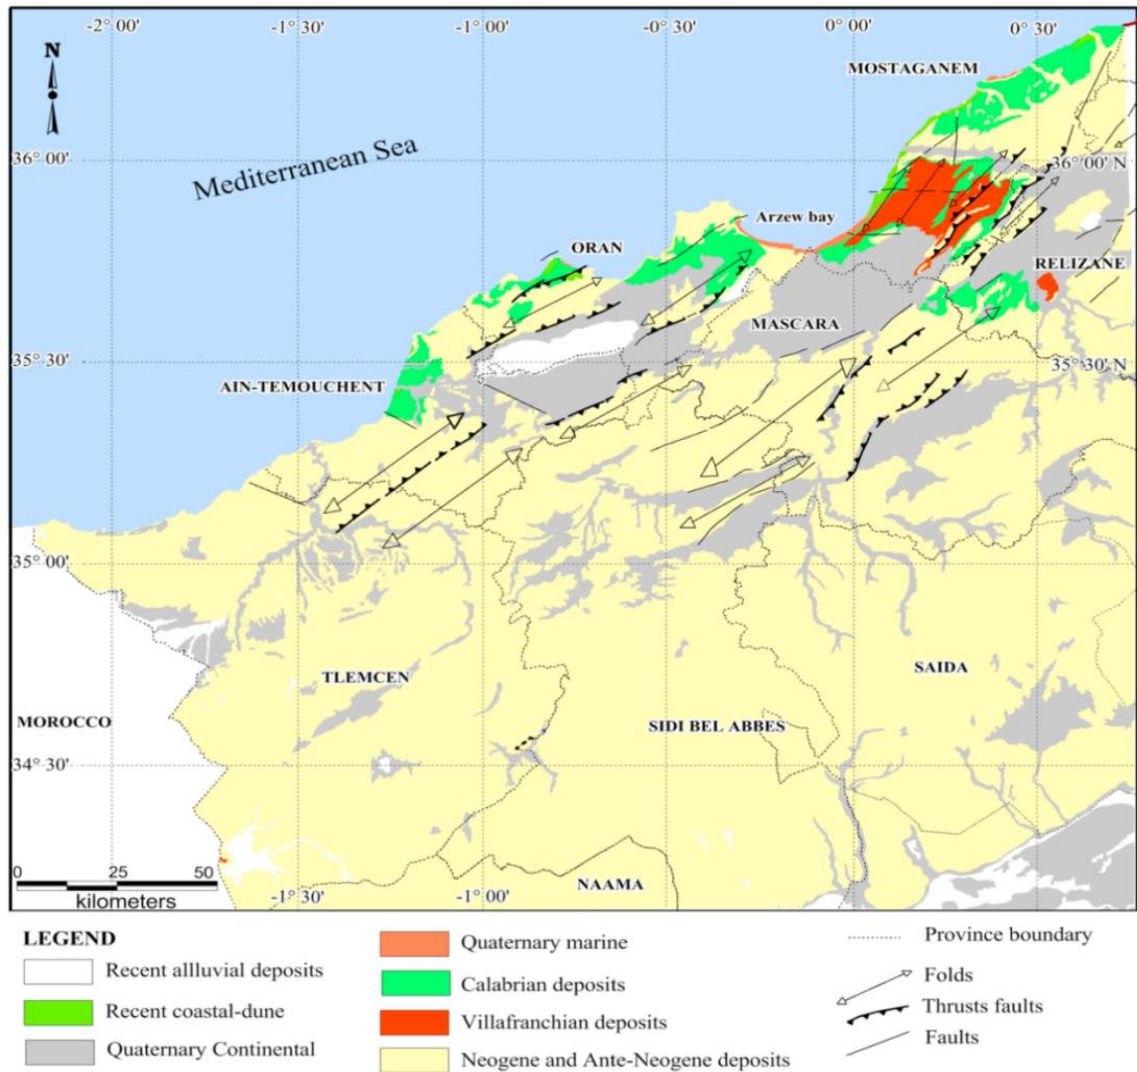 -2° 00'
-1° 30'
-1° 00'
-0° 30'
0° 00'
0° 30'
N
MOSTAGANEM
36° 00'
36° 00' N
Mediterranean Sea
Arzew bay
ORAN
RELIZANE
MASCARA
35° 30'
35° 30' N
AIN-TEMOUCHENT
35° 00'
TLEMCEN
SAIDA
MOROCCO
SIDI BEL ABBES
34° 30'
0 25 50
kilometers
-1° 30'
-1° 00'
NAAMA
LEGEND
Recent allluvial deposits
Recent coastal-dune
Quaternary Continental
Quaternary marine
Calabrian deposits
Villafranchian deposits
Neogene and Ante-Neogene deposits
Province boundary
Folds
Thrusts faults
Faults